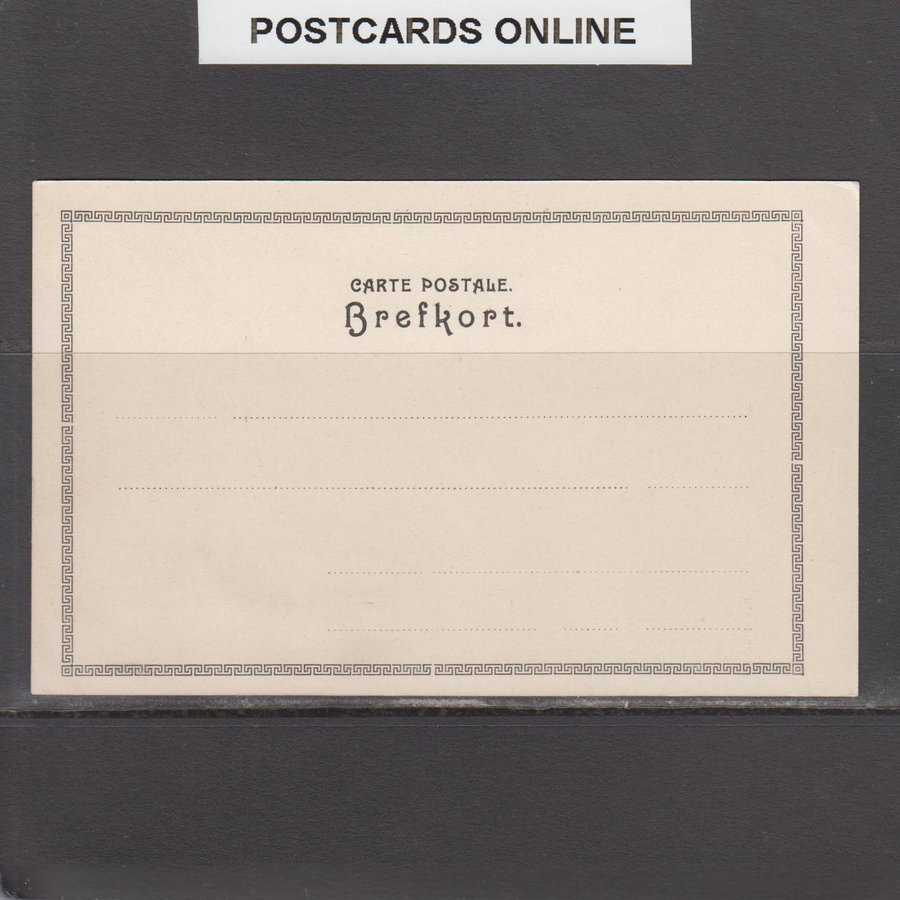 POSTCARDS ONLINE
CARTE POSTALE.
Brefkort.